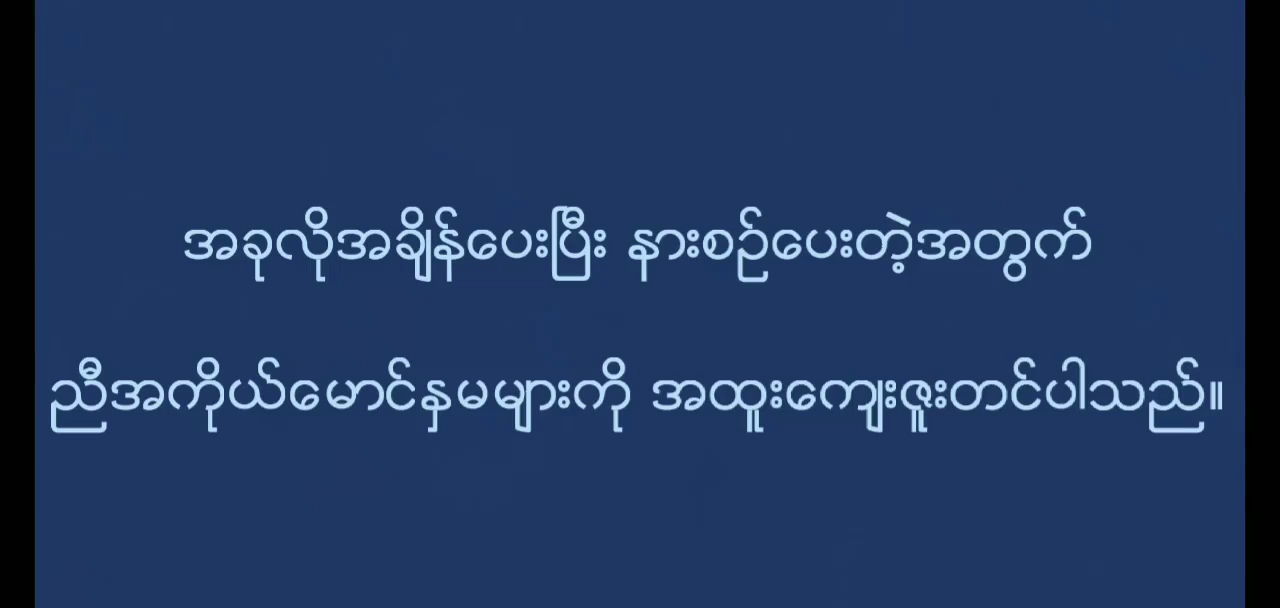 အခုလိုအချိန်ပေးပြီး နားစဉ်ပေးတဲ့အတွက်
ညီအကိုယ်မောင်နှမများကို အထူးကျေးဇူးတင်ပါသည်။